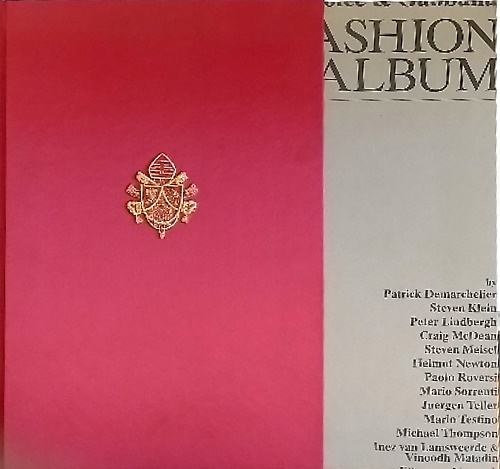 & Gabbana
ASHION
ALBUM
by
Patrick Demarchelier
Steven Klein
Peter Lindbergh
Craig McDean
Steven Meisel
Helmut Newton
Paolo Roversi
Mario Sorrenti
Juergen Teller
Mario Testino
Michael Thompson
Inez van Lamsweerde &
Vinoodh Matadin